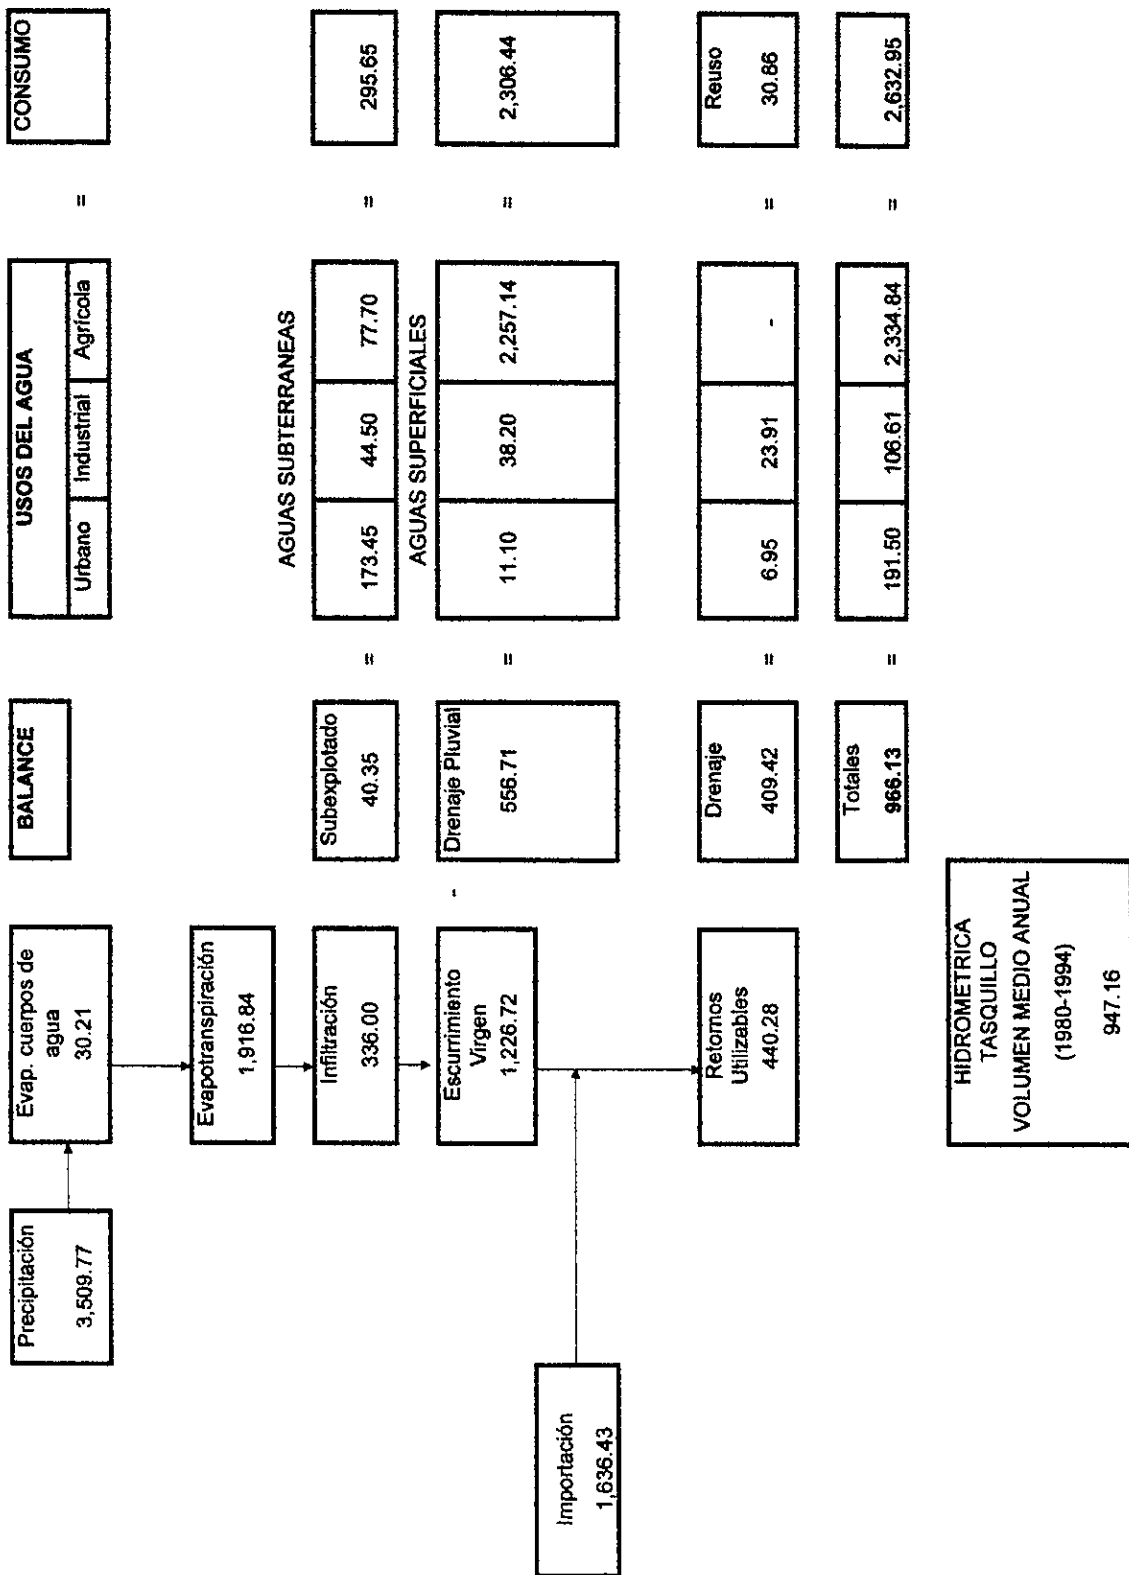 Precipitación
3,509.77
Evap. cuerpos de
agua
30.21
BALANCE
USOS DEL AGUA
Urbano Industrial Agrícola
=
CONSUMO
Evapotranspiración
1,916.84
AGUAS SUBTERRANEAS
Infiltración
336.00
Subexplotado
40.35
=
173.45 44.50 77.70
=
295.65
AGUAS SUPERFICIALES
Escurrimiento
Virgen
1,226.72
-
Drenaje Pluvial
556.71
=
11.10 38.20 2,257.14
=
2,306.44
Importación
1,636.43
Retornos
Utilizables
440.28
Drenaje
409.42
=
6.95 23.91 -
=
Reuso
30.86
Totales
966.13
=
191.50 106.61 2,334.84
=
2,632.95
HIDROMETRICA
TASQUILLO
VOLUMEN MEDIO ANUAL
(1980-1994)
947.16